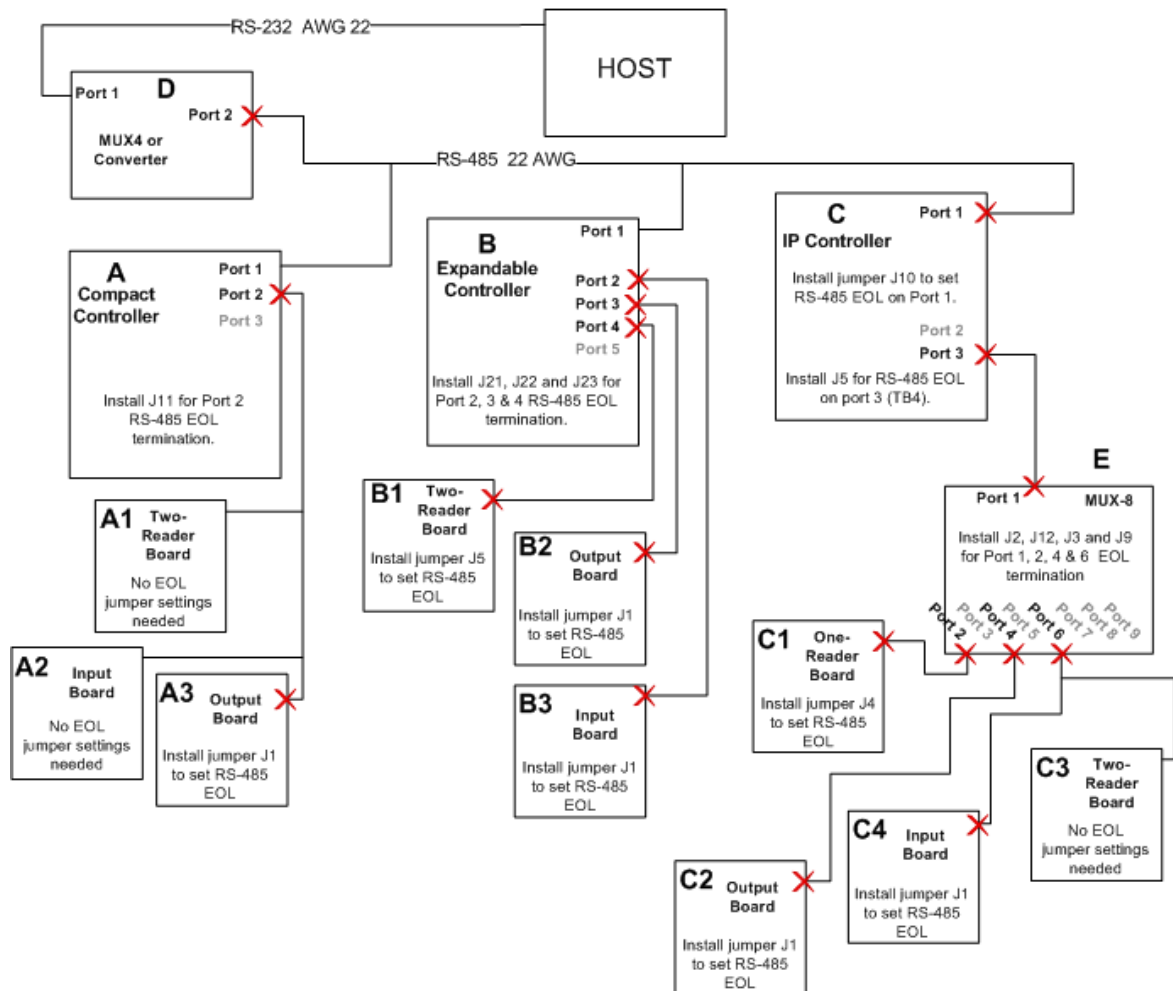 RS-232 AWG 22
HOST
D
Port 1
Port 2
MUX4 or
Converter
RS-485 22 AWG
A
Compact
Controller
Port 1
Port 2
Port 3
Install J11 for Port 2
RS-485 EOL
termination.
B
Expandable
Controller
Port 1
Port 2
Port 3
Port 4
Port 5
Install J21, J22 and J23 for
Port 2, 3 & 4 RS-485 EOL
termination.
C
IP Controller
Port 1
Install jumper J10 to set
RS-485 EOL on Port 1.
Port 2
Port 3
Install J5 for RS-485 EOL
on port 3 (TB4).
E
Port 1
MUX-8
Install J2, J12, J3 and J9
for Port 1, 2, 4 & 6 EOL
termination
Port 2
Port 3
Port 4
Port 5
Port 6
Port 7
Port 8
Port 9
A1
Two-
Reader
Board
No EOL
jumper settings
needed
A2
Input
Board
No EOL
jumper settings
needed
A3
Output
Board
Install jumper J1
to set RS-485
EOL
B1
Two-
Reader
Board
Install jumper J5
to set RS-485
EOL
B2
Output
Board
Install jumper J1
to set RS-485
EOL
B3
Input
Board
Install jumper J1
to set RS-485
EOL
C1
One-
Reader
Board
Install jumper J4
to set RS-485
EOL
C2
Output
Board
Install jumper J1
to set RS-485
EOL
C4
Input
Board
Install jumper J1
to set RS-485
EOL
C3
Two-
Reader
Board
No EOL
jumper settings
needed